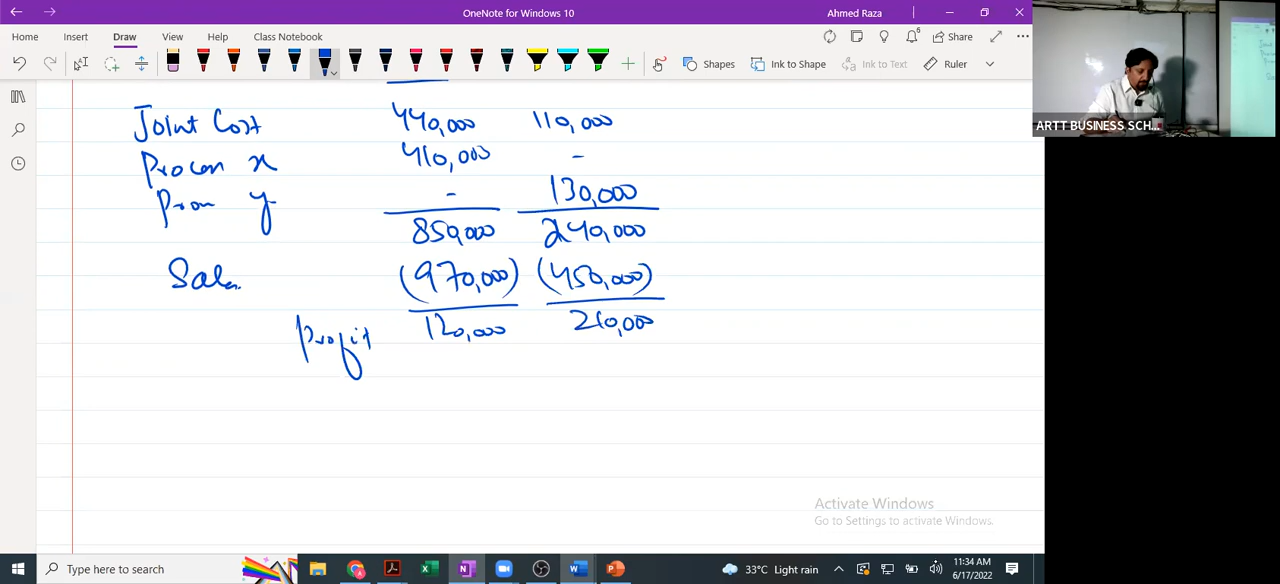 OneNote for Windows 10
Ahmed Raza
Home Insert Draw View Help Class Notebook
6 Share
Shapes Ink to Shape Ink to Text Ruler
ARTT BUSINESS SCH...
Joint Cost 440,000 110,000
Process x 410,000 -
Process y - 130,000
850,000 240,000
Sales (970,000) (450,000)
Profit 120,000 210,000
Activate Windows
Go to Settings to activate Windows.
Type here to search
33°C Light rain
11:34 AM
6/17/2022